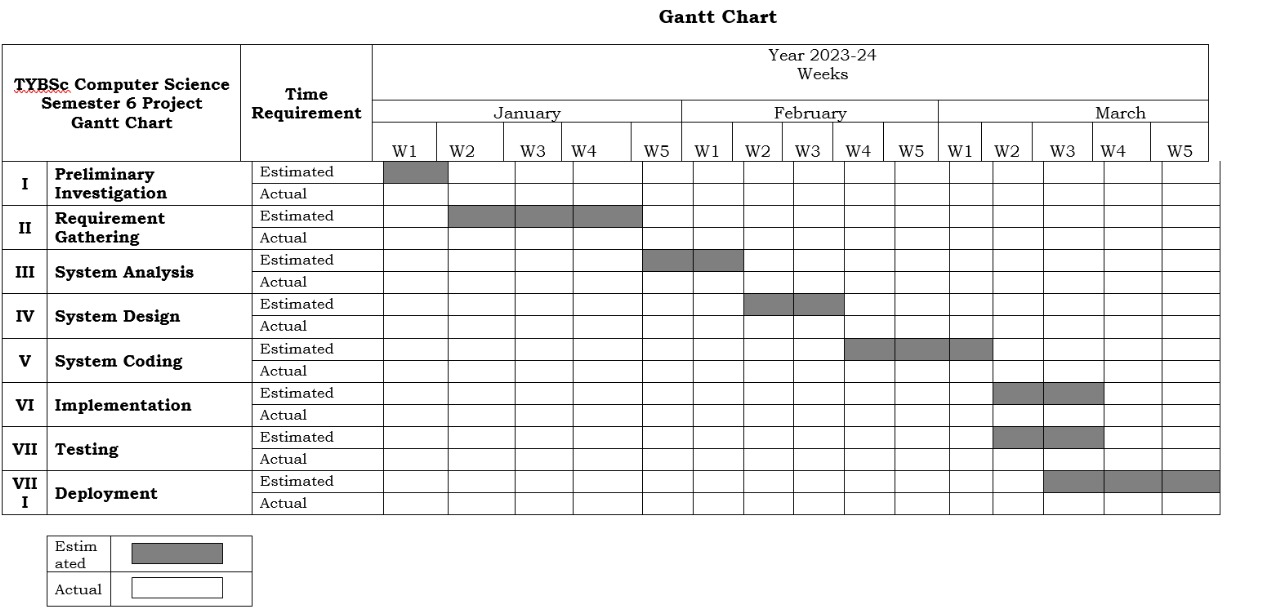 Gantt Chart
TYBSc Computer Science
Semester 6 Project
Gantt Chart
Time
Requirement
Year 2023-24
Weeks
January
February
March
W1 W2 W3 W4 W5 W1 W2 W3 W4 W5 W1 W2 W3 W4 W5
I
Preliminary
Investigation
Estimated
Actual
II
Requirement
Gathering
Estimated
Actual
III
System Analysis
Estimated
Actual
IV
System Design
Estimated
Actual
V
System Coding
Estimated
Actual
VI
Implementation
Estimated
Actual
VII
Testing
Estimated
Actual
VII
I
Deployment
Estimated
Actual
Estim
ated
Actual